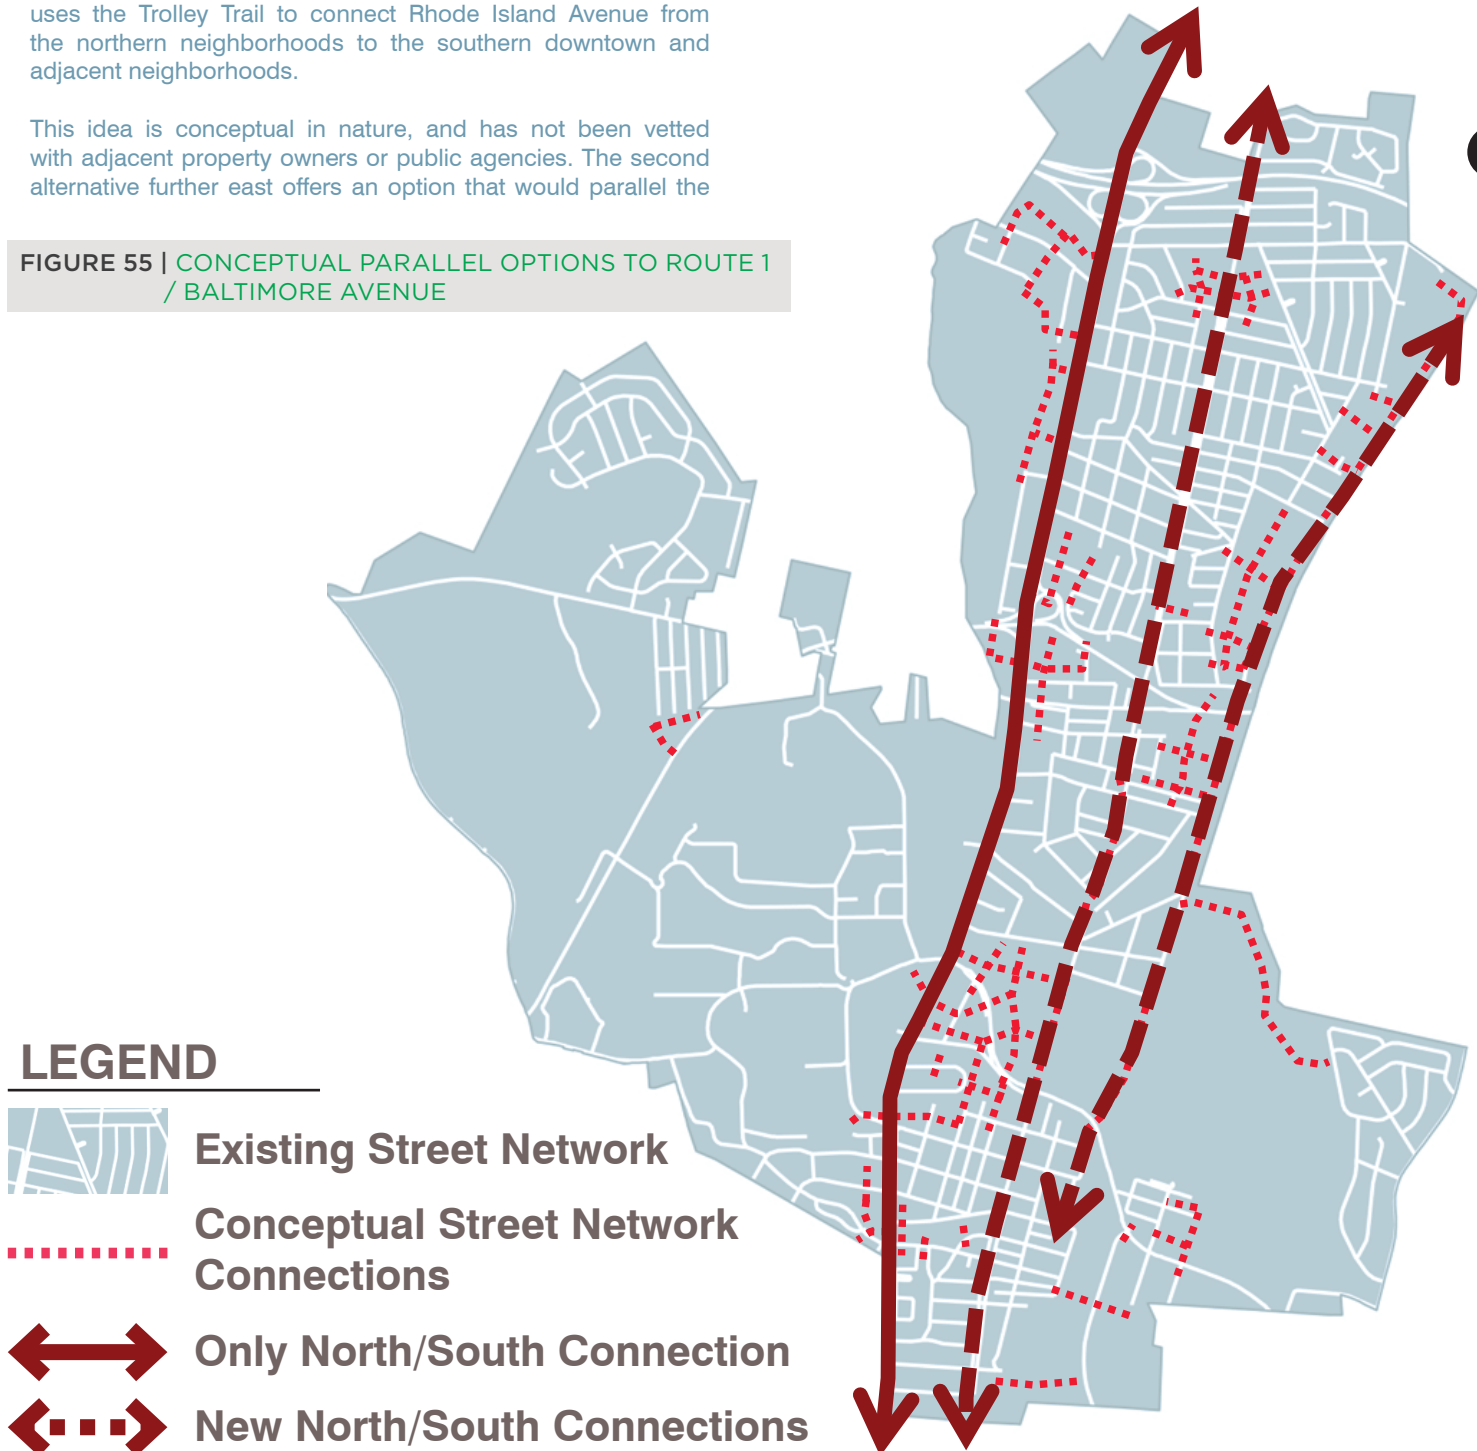 uses the Trolley Trail to connect Rhode Island Avenue from
the northern neighborhoods to the southern downtown and
adjacent neighborhoods.
This idea is conceptual in nature, and has not been vetted
with adjacent property owners or public agencies. The second
alternative further east offers an option that would parallel the
FIGURE 55 | CONCEPTUAL PARALLEL OPTIONS TO ROUTE 1
/ BALTIMORE AVENUE
LEGEND
Existing Street Network
Conceptual Street Network
Connections
Only North/South Connection
New North/South Connections